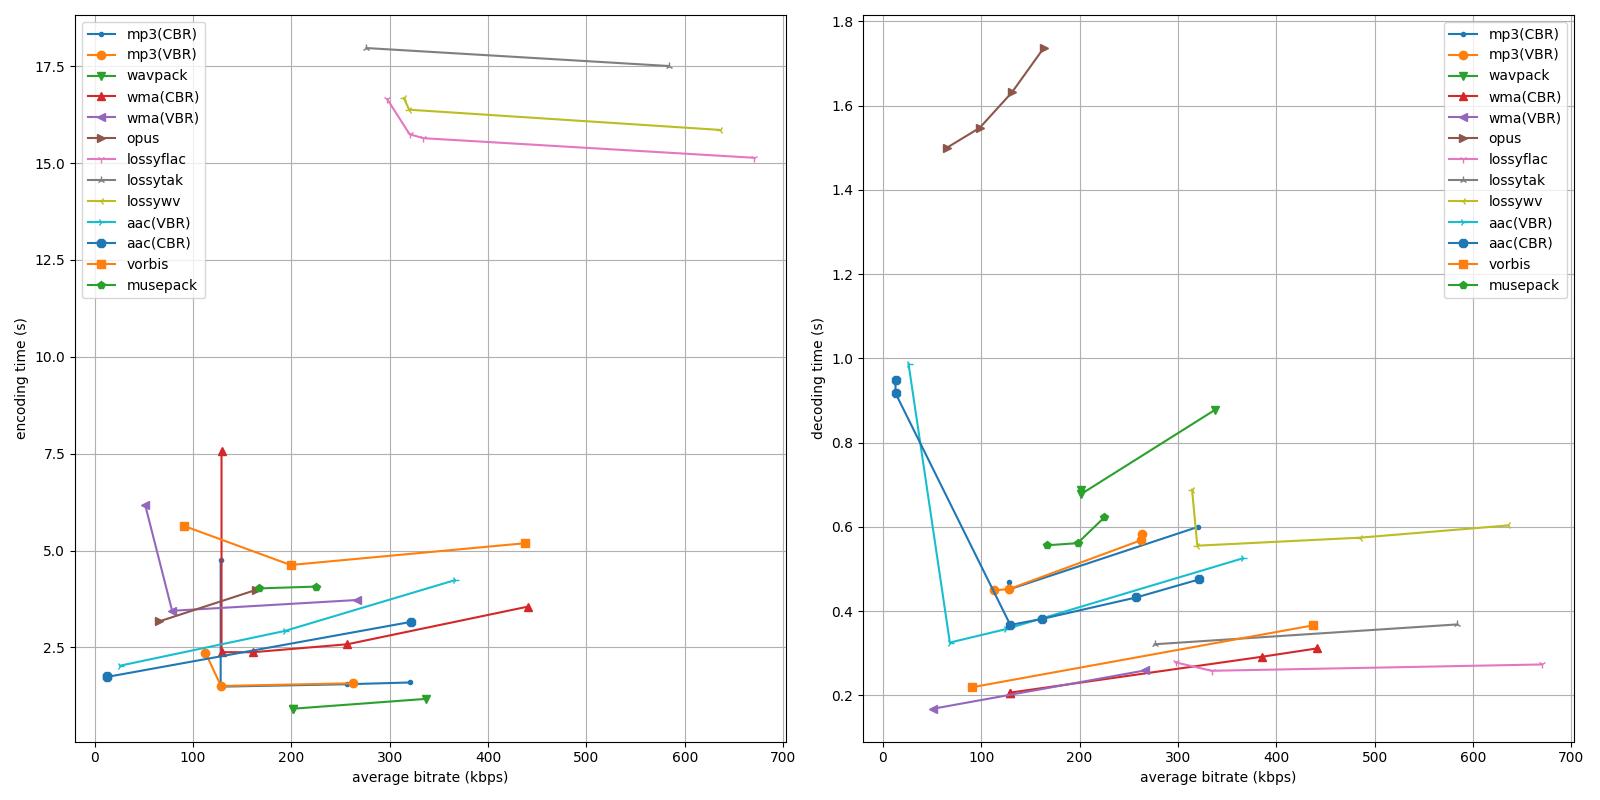 mp3(CBR)
mp3(VBR)
wavpack
wma(CBR)
wma(VBR)
opus
lossyflac
lossytak
lossywv
aac(VBR)
aac(CBR)
vorbis
musepack
17.5
15.0
12.5
10.0
7.5
5.0
2.5
encoding time (s)
0 100 200 300 400 500 600 700
average bitrate (kbps)
mp3(CBR)
mp3(VBR)
wavpack
wma(CBR)
wma(VBR)
opus
lossyflac
lossytak
lossywv
aac(VBR)
aac(CBR)
vorbis
musepack
1.8
1.6
1.4
1.2
1.0
0.8
0.6
0.4
0.2
decoding time (s)
0 100 200 300 400 500 600 700
average bitrate (kbps)